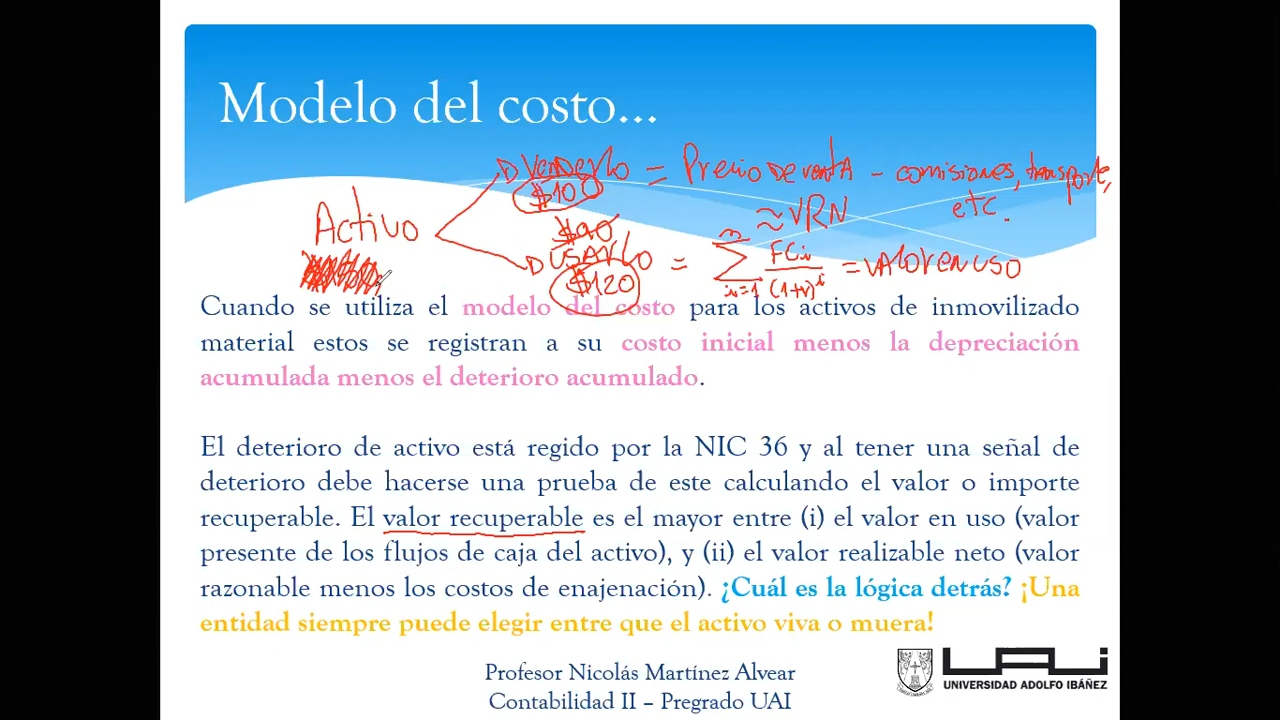 Modelo del costo...
Activo
VENDERLO = Precio DE VENTA - comisiones, transporte,
etc.
$100
≈ VRN
$90
USARLO = n Σ i=1 FCi / (1+r)^i = VALOR EN USO
$120
Cuando se utiliza el modelo del costo para los activos de inmovilizado
material estos se registran a su costo inicial menos la depreciación
acumulada menos el deterioro acumulado.
El deterioro de activo está regido por la NIC 36 y al tener una señal de
deterioro debe hacerse una prueba de este calculando el valor o importe
recuperable. El valor recuperable es el mayor entre (i) el valor en uso (valor
presente de los flujos de caja del activo), y (ii) el valor realizable neto (valor
razonable menos los costos de enajenación). ¿Cuál es la lógica detrás? ¡Una
entidad siempre puede elegir entre que el activo viva o muera!
Profesor Nicolás Martínez Alvear
Contabilidad II – Pregrado UAI
UAI
UNIVERSIDAD ADOLFO IBÁÑEZ